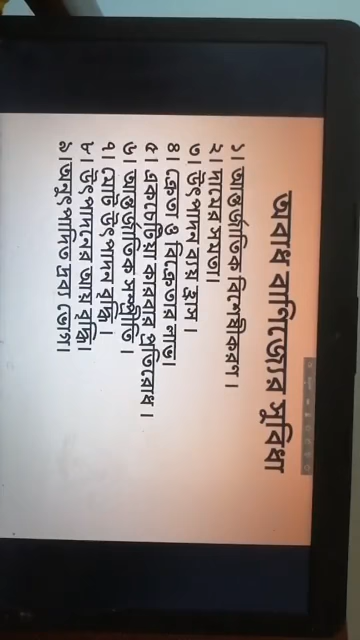 অবাধ বাণিজ্যের সুবিধা
১। আন্তর্জাতিক বিশেষীকরণ।
২। দামের সমতা।
৩। উৎপাদন ব্যয় হ্রাস।
৪। ক্রেতা ও বিক্রেতার লাভ।
৫। একচেটিয়া কারবার প্রতিরোধ।
৬। আন্তর্জাতিক সম্প্রীতি।
৭। মোট উৎপাদন বৃদ্ধি।
৮। উৎপাদনের আয় বৃদ্ধি।
৯।অনুৎপাদিত দ্রব্য ভোগ।